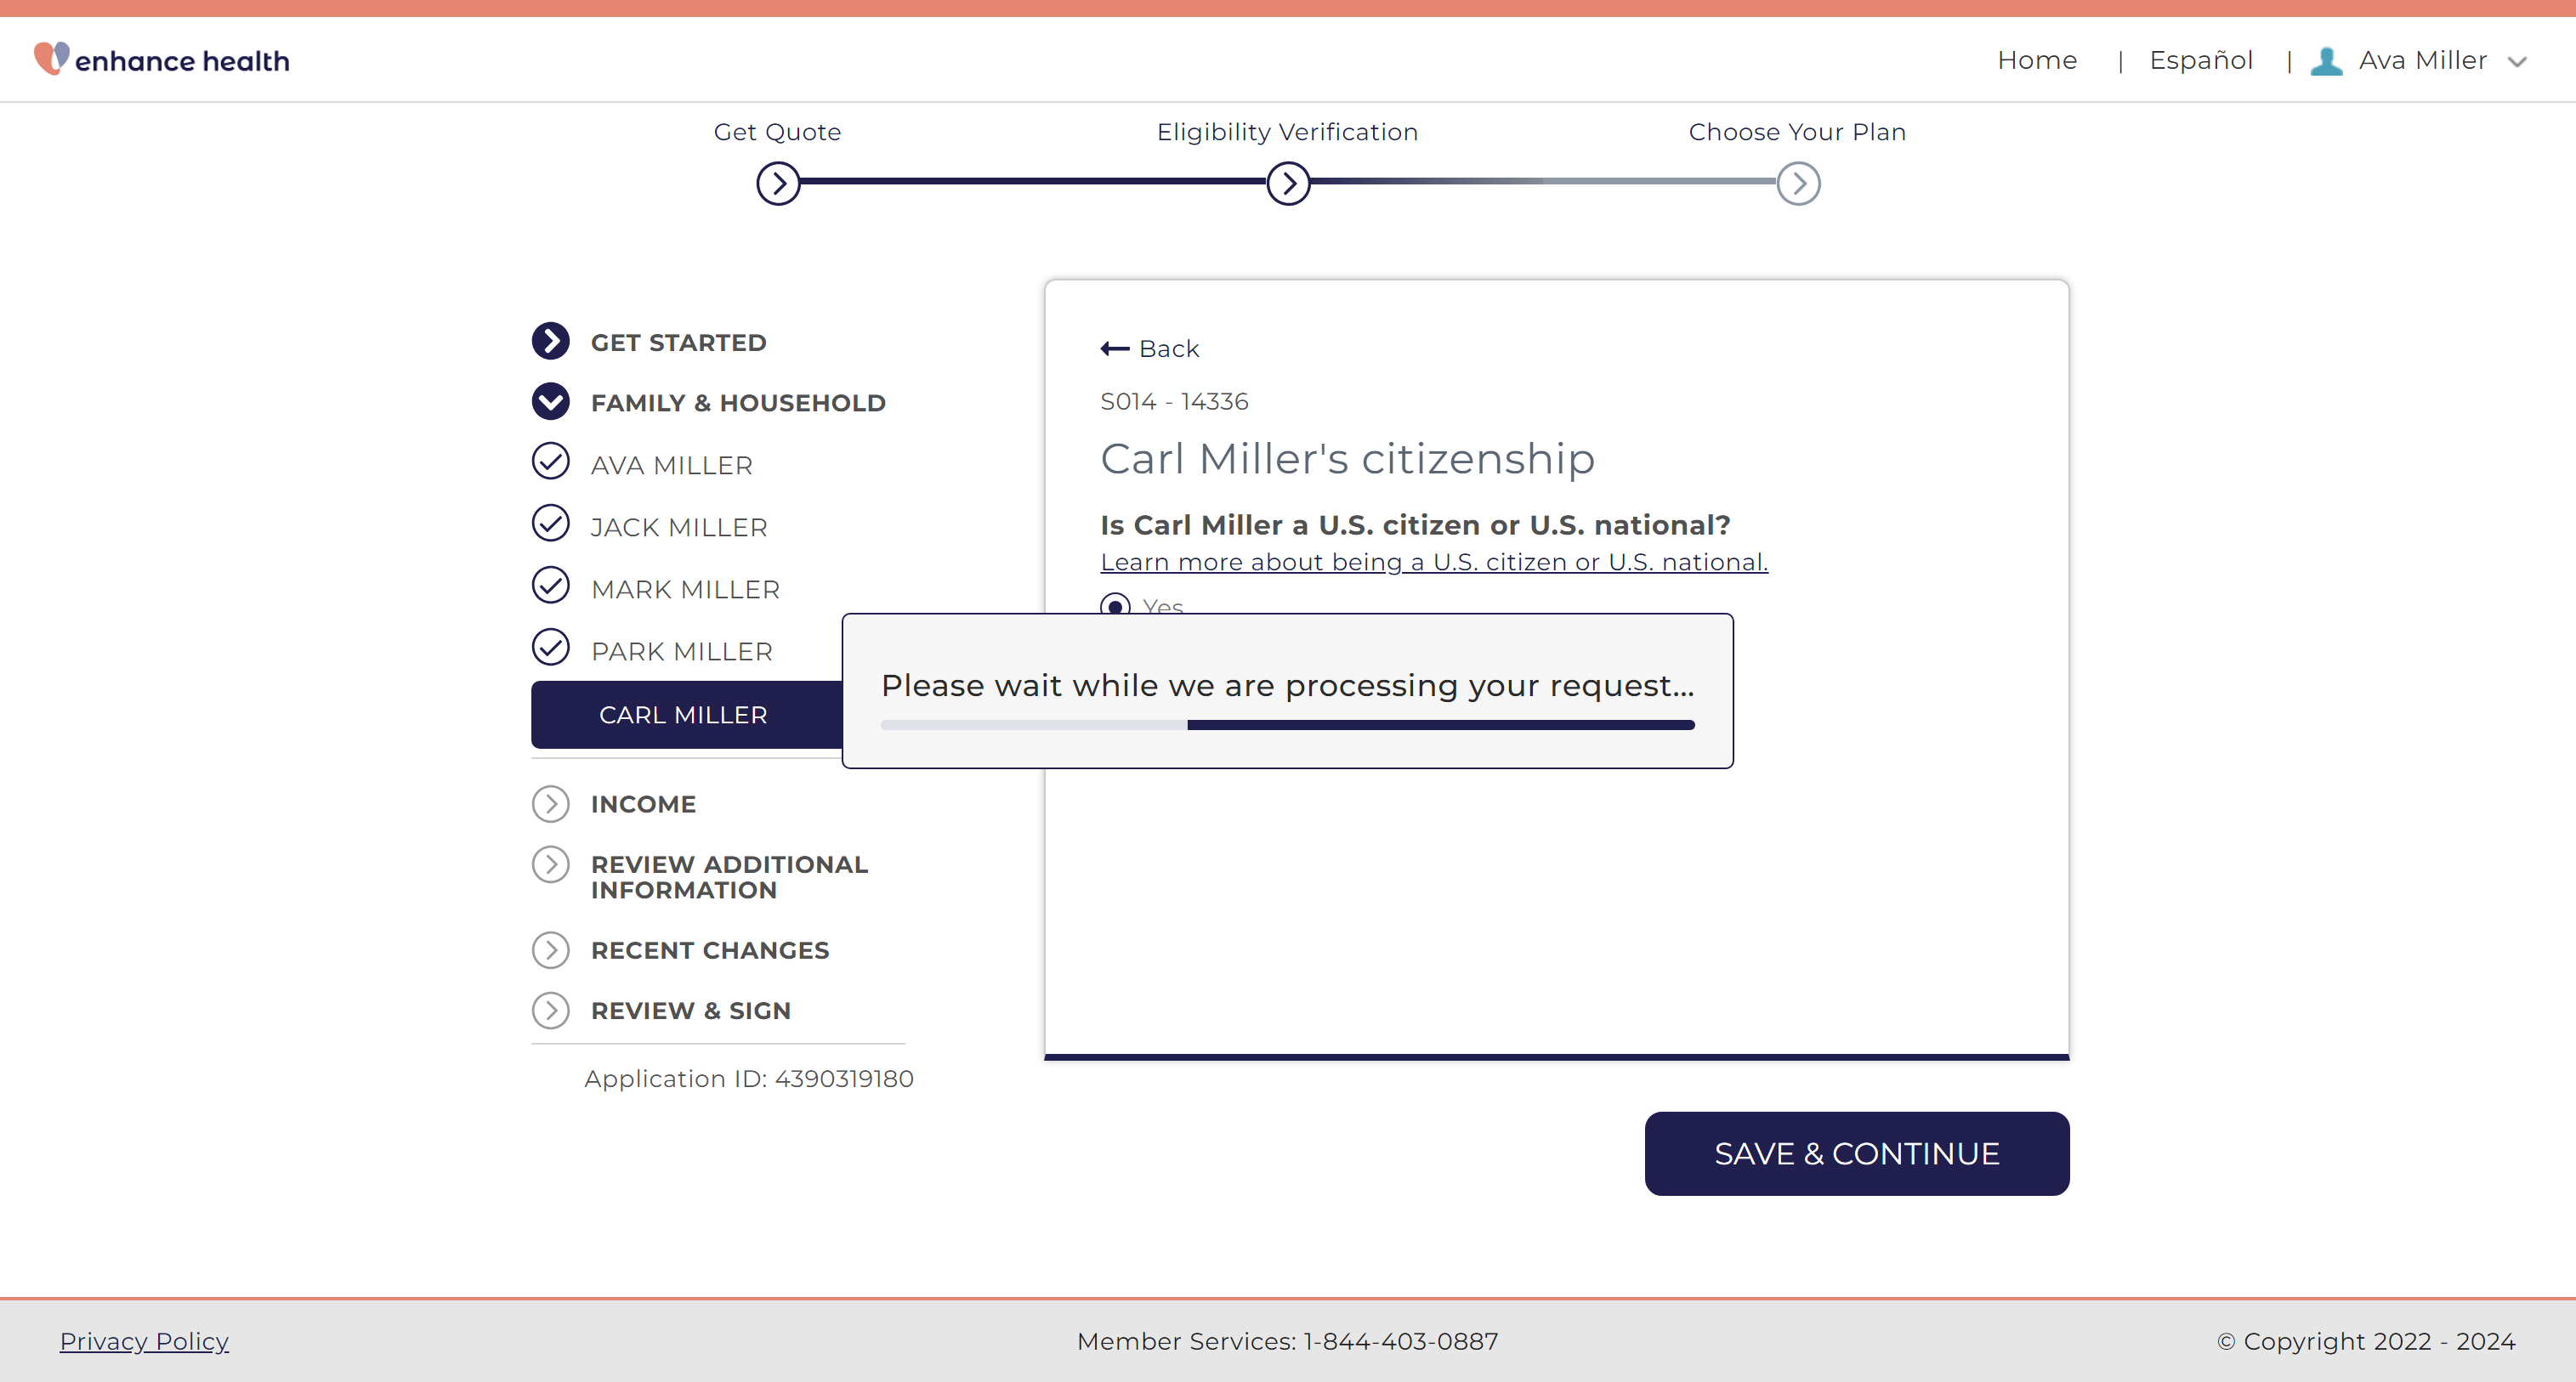 enhance health
Home | Español | Ava Miller
Get Quote
Eligibility Verification
Choose Your Plan
GET STARTED
FAMILY & HOUSEHOLD
AVA MILLER
JACK MILLER
MARK MILLER
PARK MILLER
CARL MILLER
INCOME
REVIEW ADDITIONAL
INFORMATION
RECENT CHANGES
REVIEW & SIGN
Application ID: 4390319180
Back
S014 - 14336
Carl Miller's citizenship
Is Carl Miller a U.S. citizen or U.S. national?
Learn more about being a U.S. citizen or U.S. national.
Yes
Please wait while we are processing your request...
SAVE & CONTINUE
Privacy Policy
Member Services: 1-844-403-0887
© Copyright 2022 - 2024